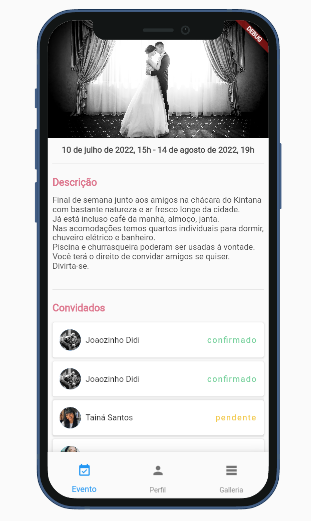 DEBUG
10 de julho de 2022, 15h - 14 de agosto de 2022, 19h
Descrição
Final de semana junto aos amigos na chácara do Kintana
com bastante natureza e ar fresco longe da cidade.
Já está incluso café da manha, almoço, janta.
Nas acomodações temos quartos individuais para dormir,
chuveiro elétrico e banheiro.
Piscina e churrasqueira poderam ser usadas à vontade.
Você terá o direito de convidar amigos se quiser.
Divirta-se.
Convidados
Joaozinho Didi confirmado
Joaozinho Didi confirmado
Tainá Santos pendente
Evento Perfil Galleria